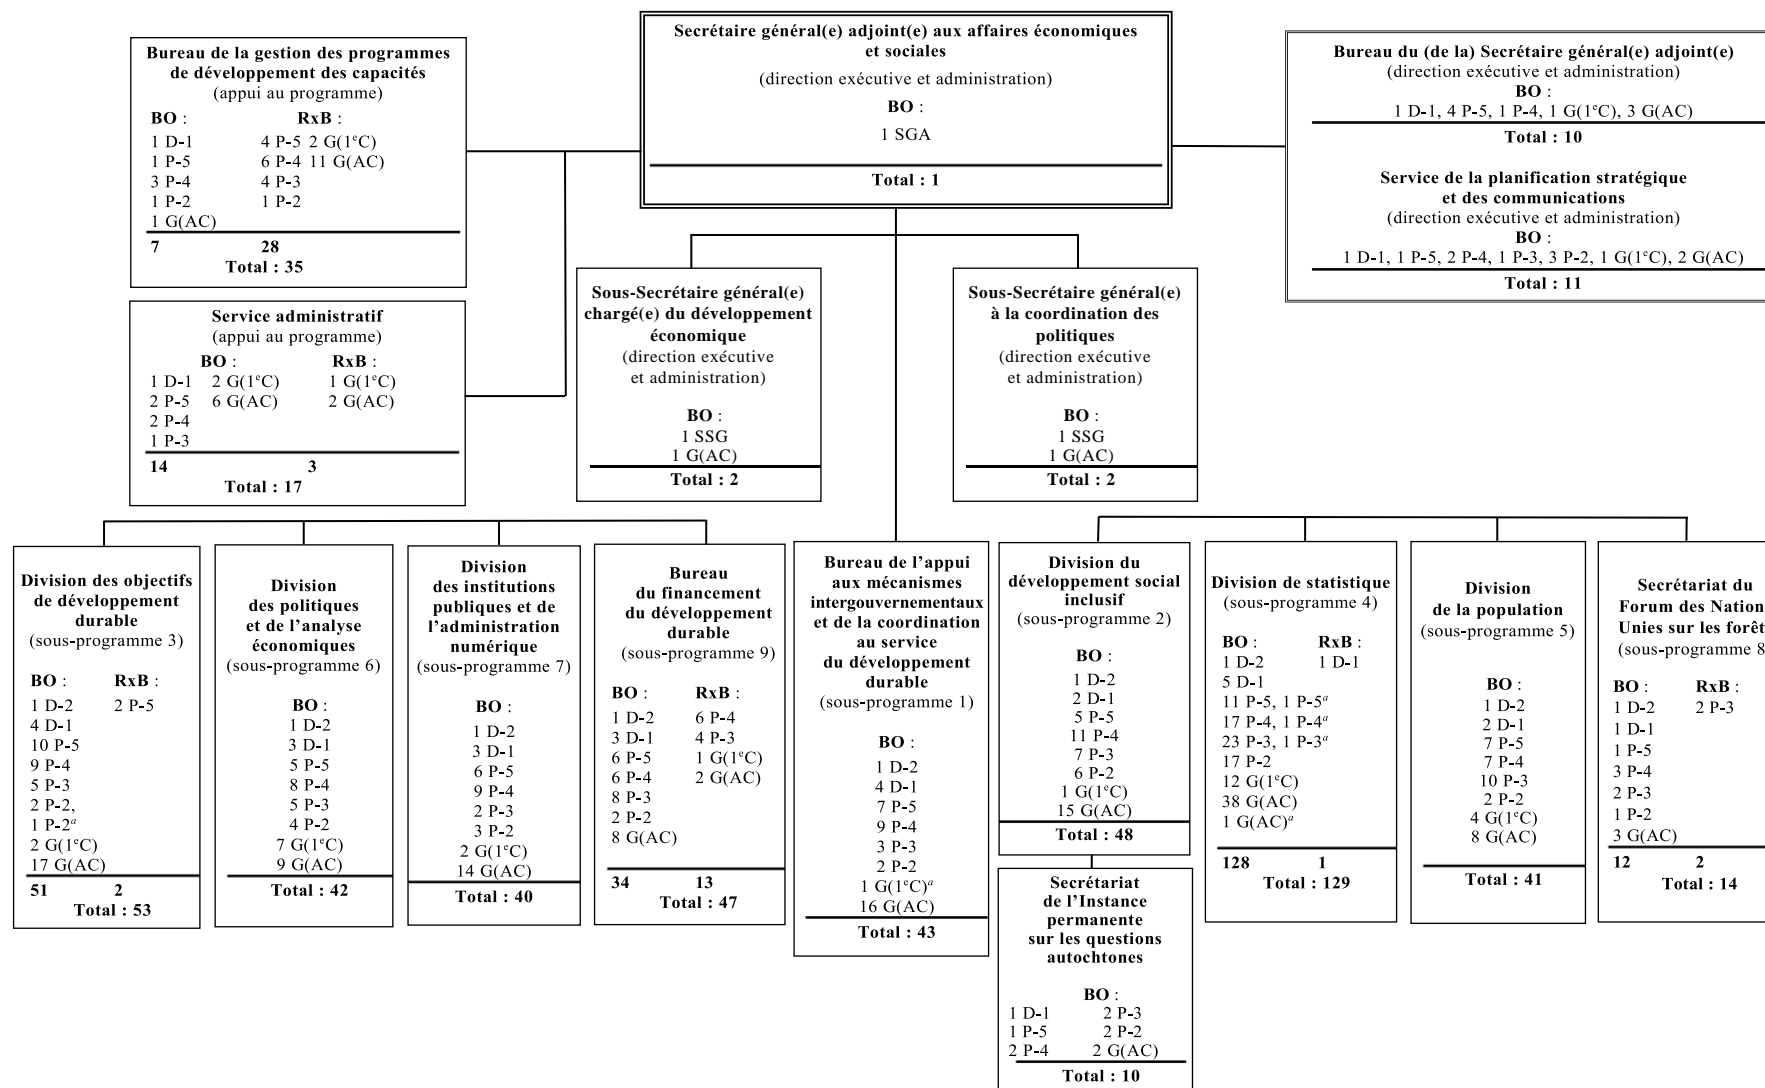 Secrétaire général(e) adjoint(e) aux affaires économiques
et sociales
(direction exécutive et administration)
BO :
1 SGA
Total : 1
Bureau de la gestion des programmes
de développement des capacités
(appui au programme)
BO : RxB :
1 D-1 4 P-5 2 G(1eC)
1 P-5 6 P-4 11 G(AC)
3 P-4 4 P-3
1 P-2 1 P-2
1 G(AC)
7 28
Total : 35
Bureau du (de la) Secrétaire général(e) adjoint(e)
(direction exécutive et administration)
BO :
1 D-1, 4 P-5, 1 P-4, 1 G(1eC), 3 G(AC)
Total : 10
Service de la planification stratégique
et des communications
(direction exécutive et administration)
BO :
1 D-1, 1 P-5, 2 P-4, 1 P-3, 3 P-2, 1 G(1eC), 2 G(AC)
Total : 11
Service administratif
(appui au programme)
BO : RxB :
1 D-1 2 G(1eC) 1 G(1eC)
2 P-5 6 G(AC) 2 G(AC)
2 P-4
1 P-3
14 3
Total : 17
Sous-Secrétaire général(e)
chargé(e) du développement
économique
(direction exécutive
et administration)
BO :
1 SSG
1 G(AC)
Total : 2
Sous-Secrétaire général(e)
à la coordination des
politiques
(direction exécutive
et administration)
BO :
1 SSG
1 G(AC)
Total : 2
Division des objectifs
de développement
durable
(sous-programme 3)
BO : RxB :
1 D-2 2 P-5
4 D-1
10 P-5
9 P-4
5 P-3
2 P-2,
1 P-2a
2 G(1eC)
17 G(AC)
51 2
Total : 53
Division
des politiques
et de l’analyse
économiques
(sous-programme 6)
BO :
1 D-2
3 D-1
5 P-5
8 P-4
5 P-3
4 P-2
7 G(1eC)
9 G(AC)
Total : 42
Division
des institutions
publiques et de
l’administration
numérique
(sous-programme 7)
BO :
1 D-2
3 D-1
6 P-5
9 P-4
2 P-3
3 P-2
2 G(1eC)
14 G(AC)
Total : 40
Bureau
du financement
du développement
durable
(sous-programme 9)
BO : RxB :
1 D-2 6 P-4
3 D-1 4 P-3
6 P-5 1 G(1eC)
6 P-4 2 G(AC)
8 P-3
2 P-2
8 G(AC)
34 13
Total : 47
Bureau de l’appui
aux mécanismes
intergouvernementaux
et de la coordination
au service
du développement
durable
(sous-programme 1)
BO :
1 D-2
4 D-1
7 P-5
9 P-4
3 P-3
2 P-2
1 G(1eC)a
16 G(AC)
Total : 43
Division du
développement social
inclusif
(sous-programme 2)
BO :
1 D-2
2 D-1
5 P-5
11 P-4
7 P-3
6 P-2
1 G(1eC)
15 G(AC)
Total : 48
Secrétariat
de l’Instance
permanente
sur les questions
autochtones
BO :
1 D-1 2 P-3
1 P-5 2 P-2
2 P-4 2 G(AC)
Total : 10
Division de statistique
(sous-programme 4)
BO : RxB :
1 D-2 1 D-1
5 D-1
11 P-5, 1 P-5a
17 P-4, 1 P-4a
23 P-3, 1 P-3a
17 P-2
12 G(1eC)
38 G(AC)
1 G(AC)a
128 1
Total : 129
Division
de la population
(sous-programme 5)
BO :
1 D-2
2 D-1
7 P-5
7 P-4
10 P-3
2 P-2
4 G(1eC)
8 G(AC)
Total : 41
Secrétariat du
Forum des Nation
Unies sur les forêt
(sous-programme 8
BO : RxB :
1 D-2 2 P-3
1 D-1
1 P-5
3 P-4
2 P-3
1 P-2
3 G(AC)
12 2
Total : 14